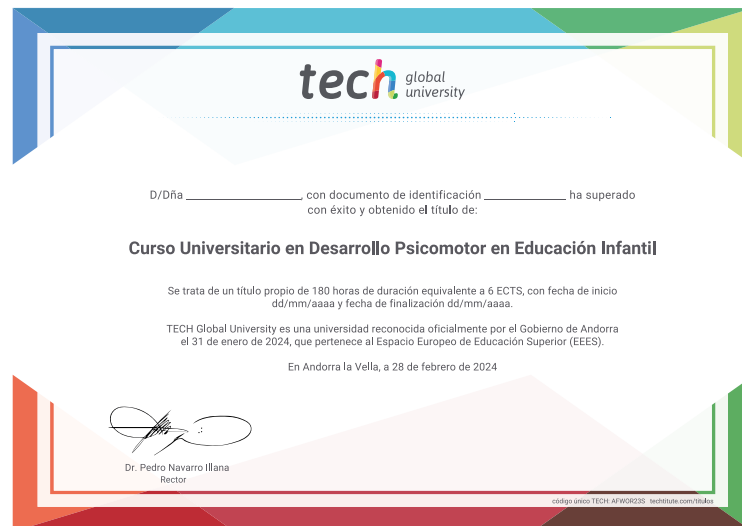 tech global university
D/Dña ____________________, con documento de identificación ______________ ha superado
con éxito y obtenido el título de:
Curso Universitario en Desarrollo Psicomotor en Educación Infantil
Se trata de un título propio de 180 horas de duración equivalente a 6 ECTS, con fecha de inicio
dd/mm/aaaa y fecha de finalización dd/mm/aaaa.
TECH Global University es una universidad reconocida oficialmente por el Gobierno de Andorra
el 31 de enero de 2024, que pertenece al Espacio Europeo de Educación Superior (EEES).
En Andorra la Vella, a 28 de febrero de 2024
Dr. Pedro Navarro Illana
Rector
código único TECH: AFWOR23S techtitute.com/titulos